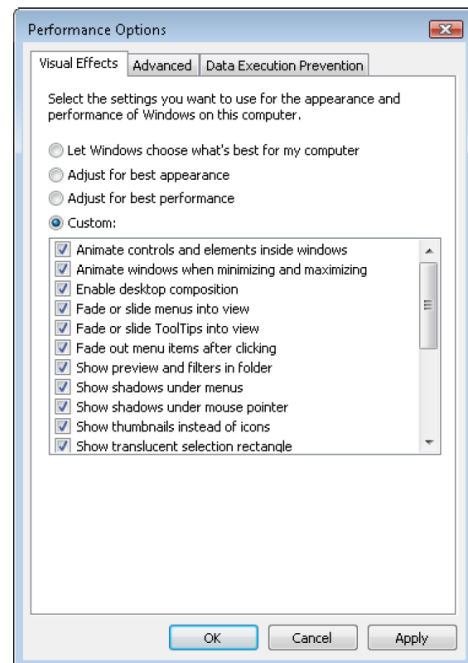 Performance Options
Visual Effects Advanced Data Execution Prevention
Select the settings you want to use for the appearance and
performance of Windows on this computer.
Let Windows choose what's best for my computer
Adjust for best appearance
Adjust for best performance
Custom:
Animate controls and elements inside windows
Animate windows when minimizing and maximizing
Enable desktop composition
Fade or slide menus into view
Fade or slide ToolTips into view
Fade out menu items after clicking
Show preview and filters in folder
Show shadows under menus
Show shadows under mouse pointer
Show thumbnails instead of icons
Show translucent selection rectangle
OK Cancel Apply